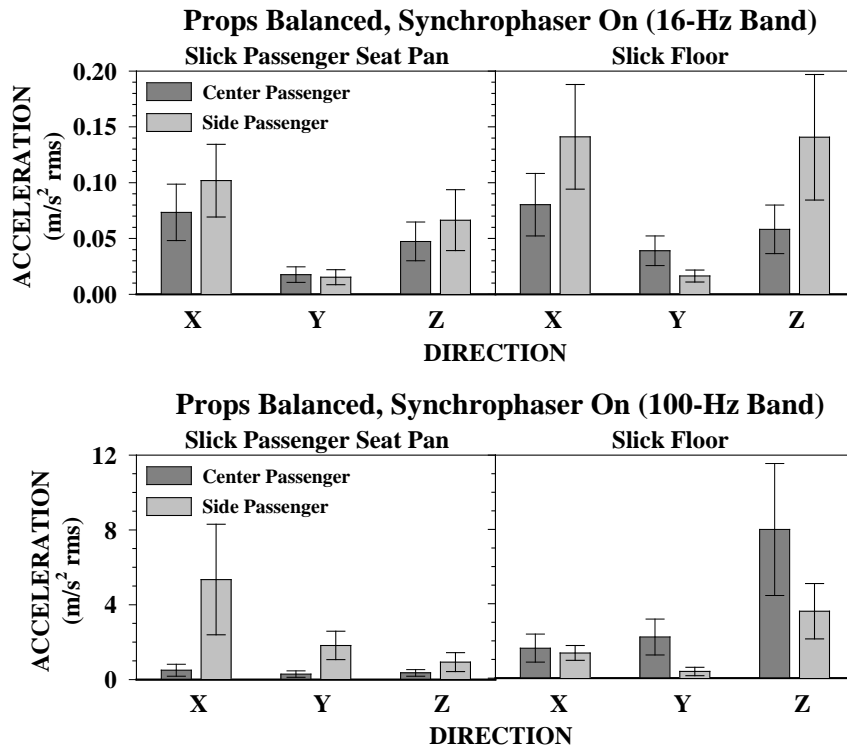 Props Balanced, Synchrophaser On (16-Hz Band)
Slick Passenger Seat Pan
Slick Floor
ACCELERATION
(m/s² rms)
0.20
0.15
0.10
0.05
0.00
Center Passenger
Side Passenger
X Y Z X Y Z
DIRECTION
Props Balanced, Synchrophaser On (100-Hz Band)
Slick Passenger Seat Pan
Slick Floor
ACCELERATION
(m/s² rms)
12
8
4
0
Center Passenger
Side Passenger
X Y Z X Y Z
DIRECTION